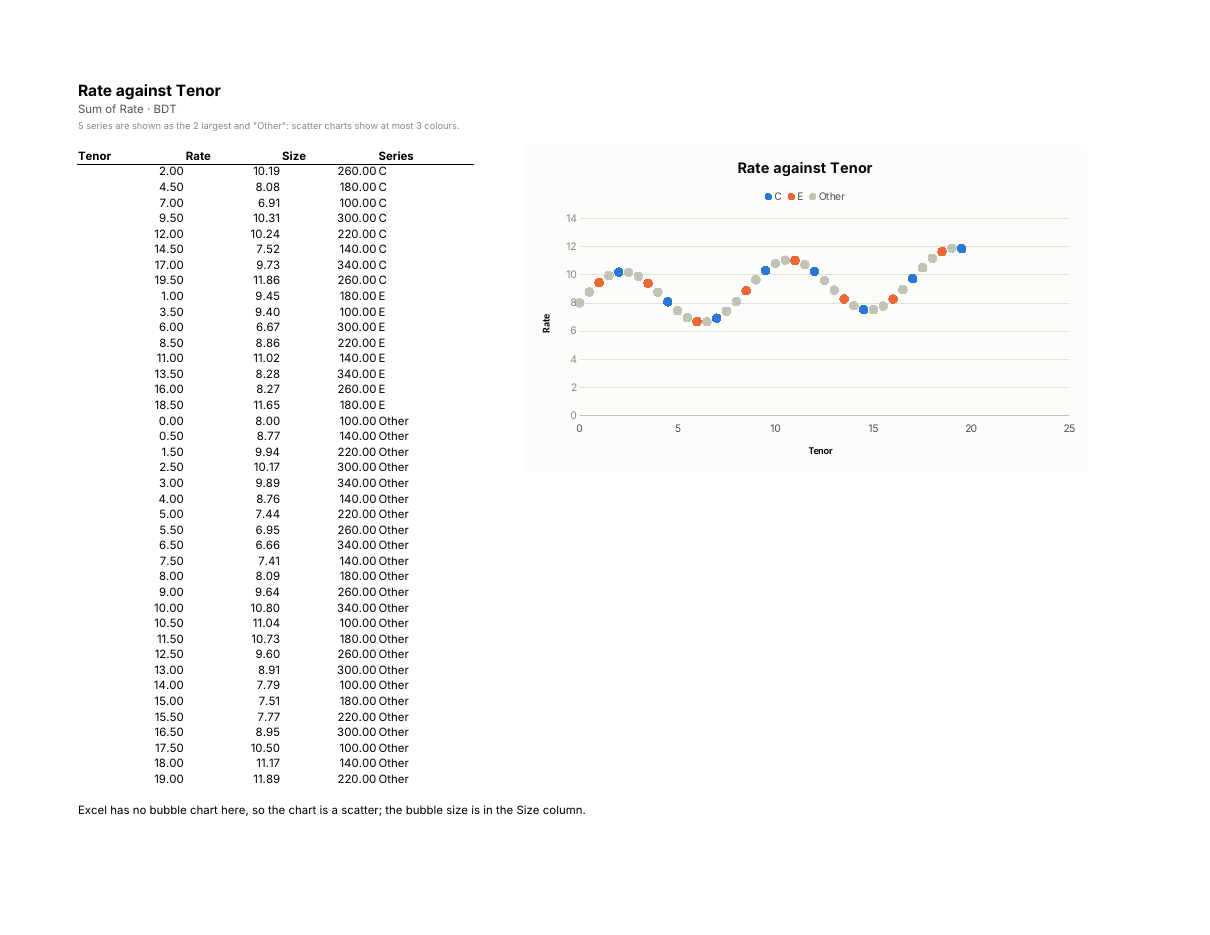 Rate against Tenor
Sum of Rate · BDT
5 series are shown as the 2 largest and "Other": scatter charts show at most 3 colours.
Tenor Rate Size Series
2.00 10.19 260.00 C
4.50 8.08 180.00 C
7.00 6.91 100.00 C
9.50 10.31 300.00 C
12.00 10.24 220.00 C
14.50 7.52 140.00 C
17.00 9.73 340.00 C
19.50 11.86 260.00 C
1.00 9.45 180.00 E
3.50 9.40 100.00 E
6.00 6.67 300.00 E
8.50 8.86 220.00 E
11.00 11.02 140.00 E
13.50 8.28 340.00 E
16.00 8.27 260.00 E
18.50 11.65 180.00 E
0.00 8.00 100.00 Other
0.50 8.77 140.00 Other
1.50 9.94 220.00 Other
2.50 10.17 300.00 Other
3.00 9.89 340.00 Other
4.00 8.76 140.00 Other
5.00 7.44 220.00 Other
5.50 6.95 260.00 Other
6.50 6.66 340.00 Other
7.50 7.41 140.00 Other
8.00 8.09 180.00 Other
9.00 9.64 260.00 Other
10.00 10.80 340.00 Other
10.50 11.04 100.00 Other
11.50 10.73 180.00 Other
12.50 9.60 260.00 Other
13.00 8.91 300.00 Other
14.00 7.79 100.00 Other
15.00 7.51 180.00 Other
15.50 7.77 220.00 Other
16.50 8.95 300.00 Other
17.50 10.50 100.00 Other
18.00 11.17 140.00 Other
19.00 11.89 220.00 Other
Excel has no bubble chart here, so the chart is a scatter; the bubble size is in the Size column.
Rate against Tenor
C E Other
14
12
10
8
6
4
2
0
Rate
0 5 10 15 20 25
Tenor